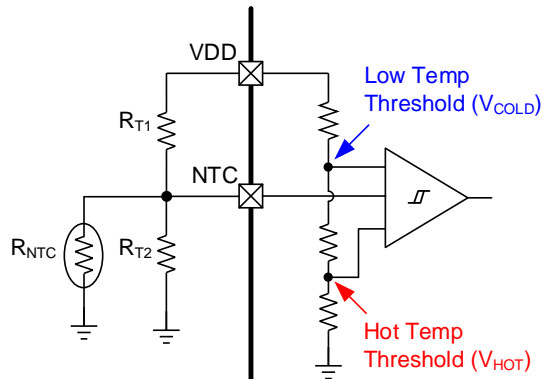 VDD
Low Temp
Threshold (VCOLD)
RT1
NTC
RNTC
RT2
Hot Temp
Threshold (VHOT)